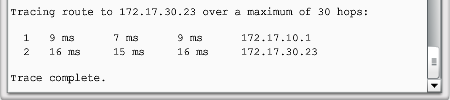 Tracing route to 172.17.30.23 over a maximum of 30 hops:
1 9 ms 7 ms 9 ms 172.17.10.1
2 16 ms 15 ms 16 ms 172.17.30.23
Trace complete.